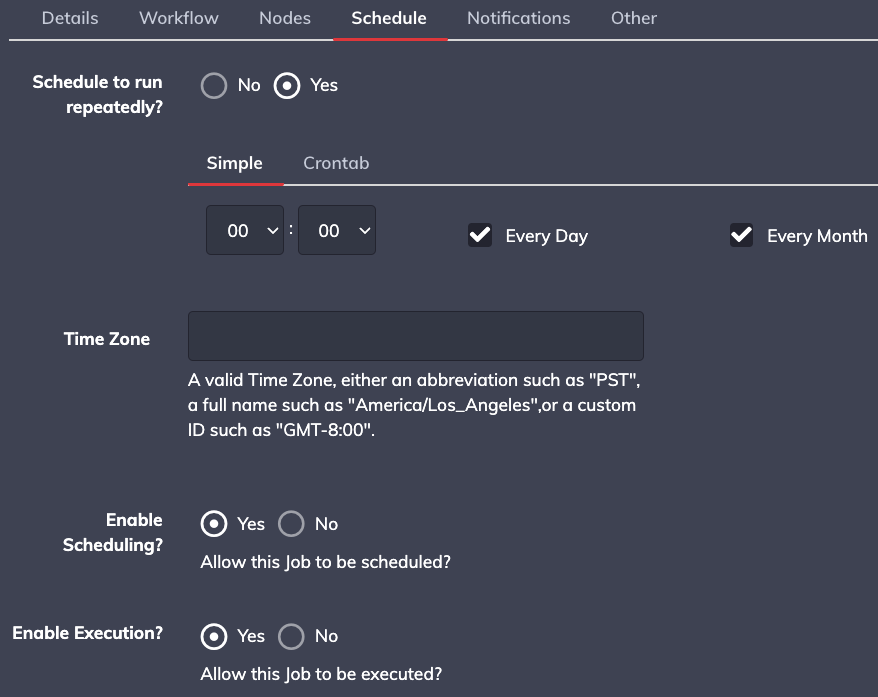 Details Workflow Nodes Schedule Notifications Other
Schedule to run
repeatedly?
No Yes
Simple Crontab
00 : 00 Every Day Every Month
Time Zone
A valid Time Zone, either an abbreviation such as "PST",
a full name such as "America/Los_Angeles",or a custom
ID such as "GMT-8:00".
Enable
Scheduling?
Yes No
Allow this Job to be scheduled?
Enable Execution?
Yes No
Allow this Job to be executed?